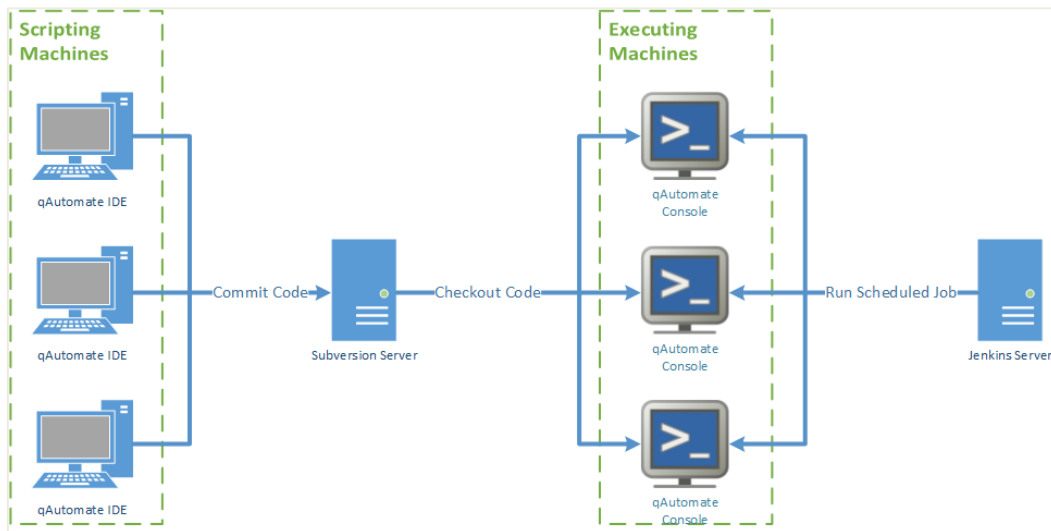 Scripting
Machines
Executing
Machines
qAutomate IDE
qAutomate
Console
Commit Code
Checkout Code
Run Scheduled Job
qAutomate IDE
Subversion Server
qAutomate
Console
Jenkins Server
qAutomate IDE
qAutomate
Console